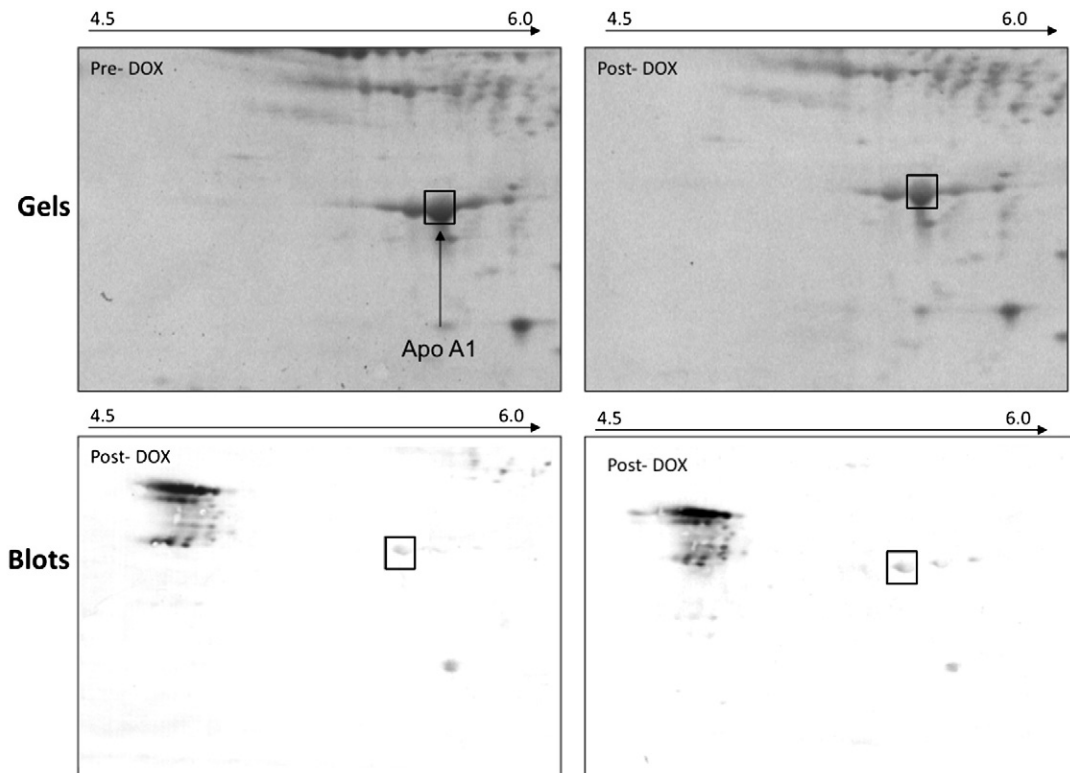 4.5 6.0
4.5 6.0
Pre- DOX
Post- DOX
Gels
Apo A1
4.5 6.0
4.5 6.0
Post- DOX
Post- DOX
Blots